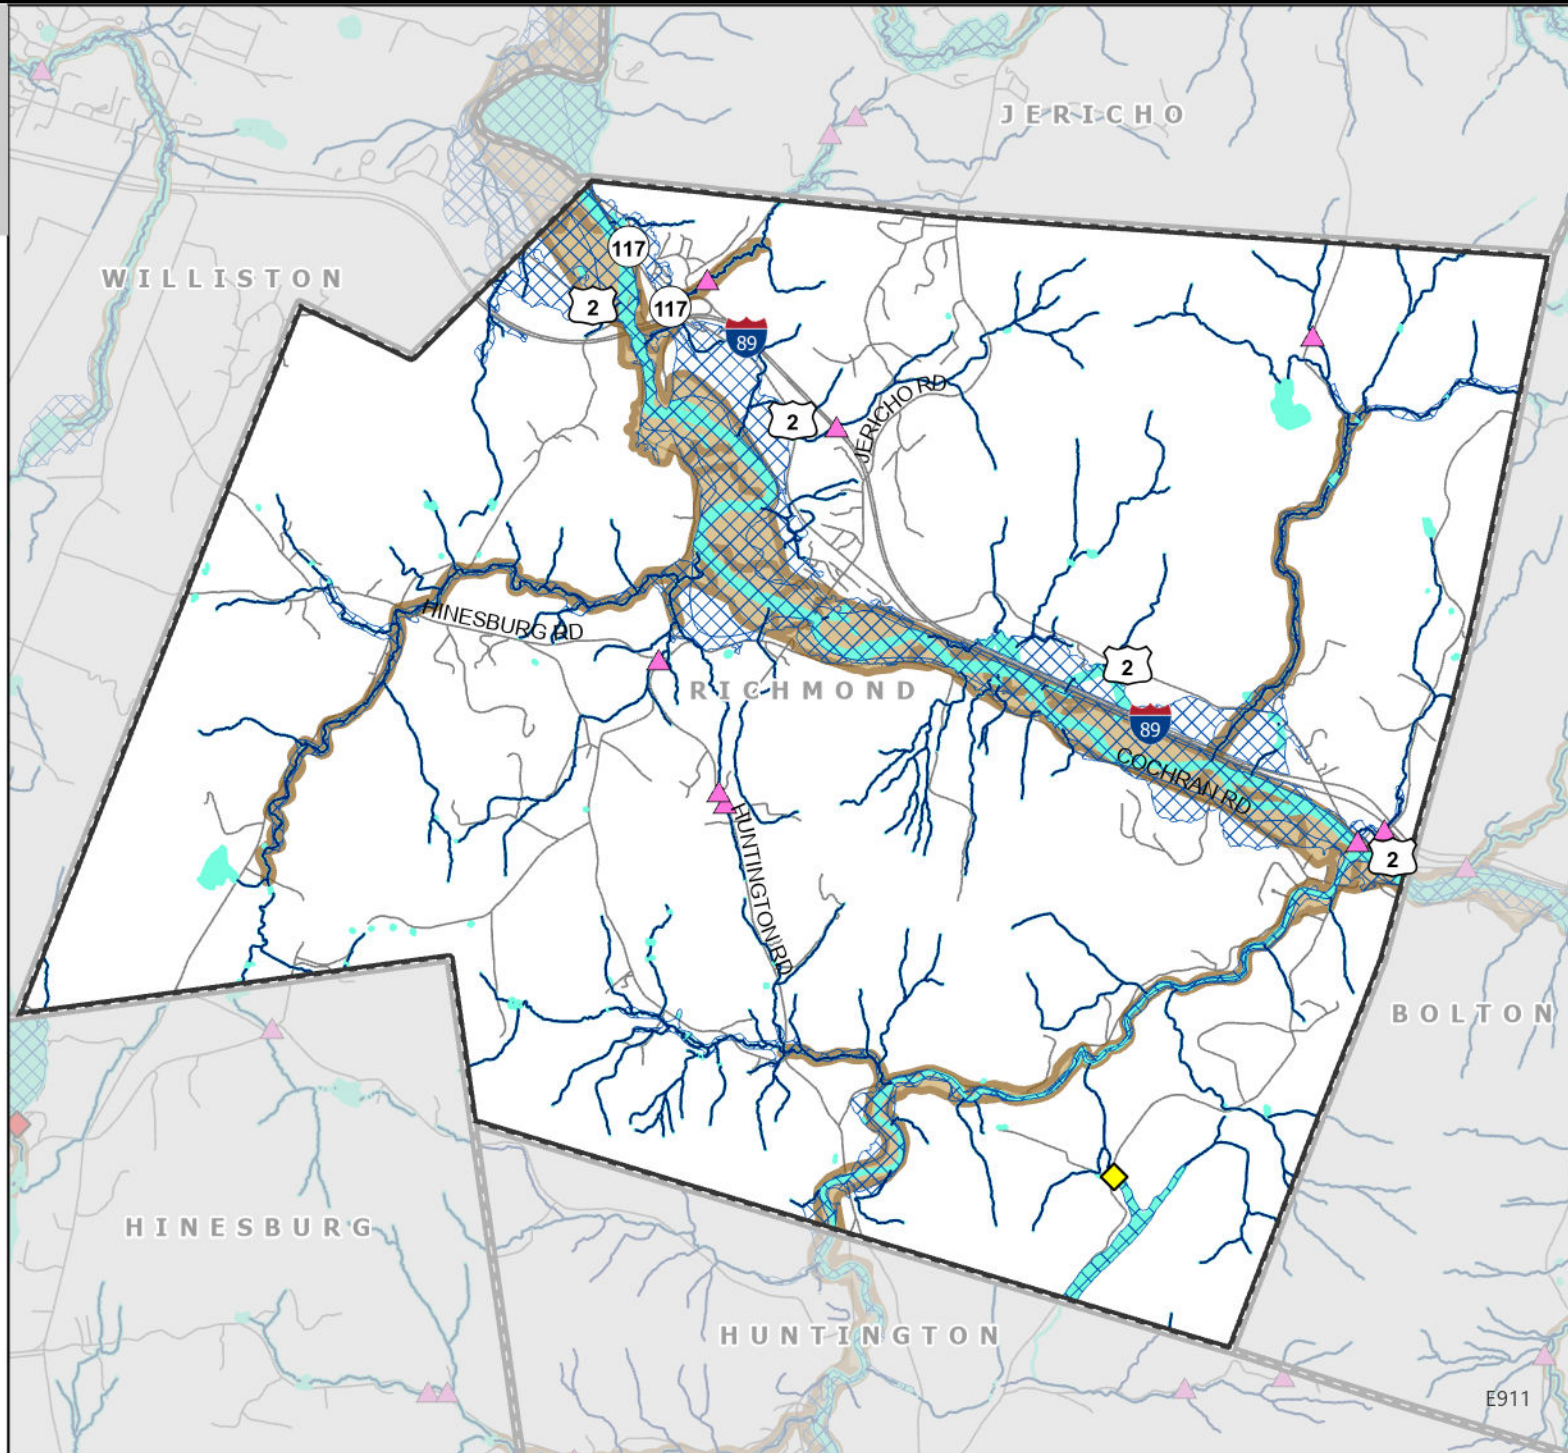 JERICHO
WILLISTON
117
2
117
89
2
JERICHO RD
HINESBURG RD
2
RICHMOND
89
COCHRAN RD
HUNTINGTON RD
2
BOLTON
HINESBURG
HUNTINGTON
E911